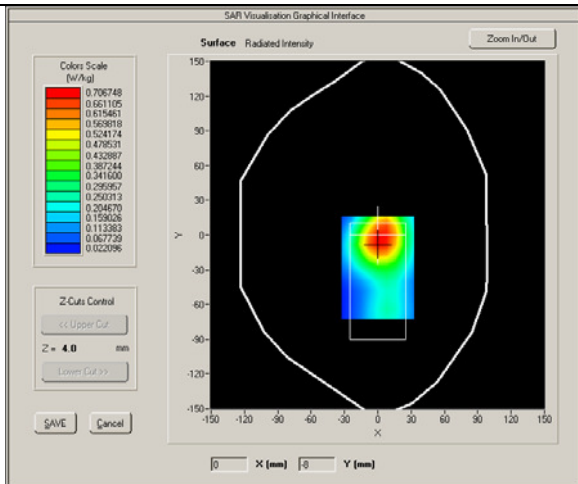 SAR Visualisation Graphical Interface
Surface Radiated Intensity
Zoom In/Out
Colors Scale
(W/kg)
0.706748
0.661105
0.615461
0.569818
0.524174
0.478531
0.432887
0.387244
0.341600
0.295957
0.250313
0.204670
0.159026
0.113383
0.067739
0.022096
150
120
90
60
30
0
-30
-60
-90
-120
-150
Y
-150 -120 -90 -60 -30 0 30 60 90 120 150
X
Z-Cuts Control
<< Upper Cut
Z = 4.0 mm
Lower Cut >>
SAVE Cancel
0 X (mm) -8 Y (mm)